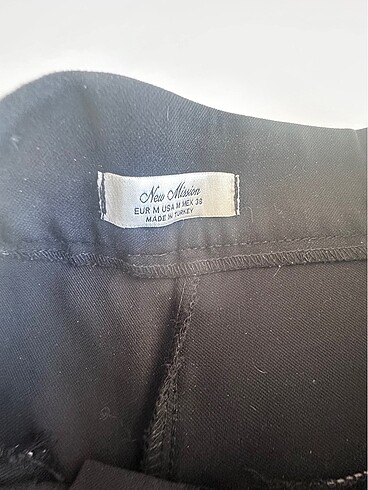 New Mission
EUR M USA M MEX 38
MADE IN TURKEY